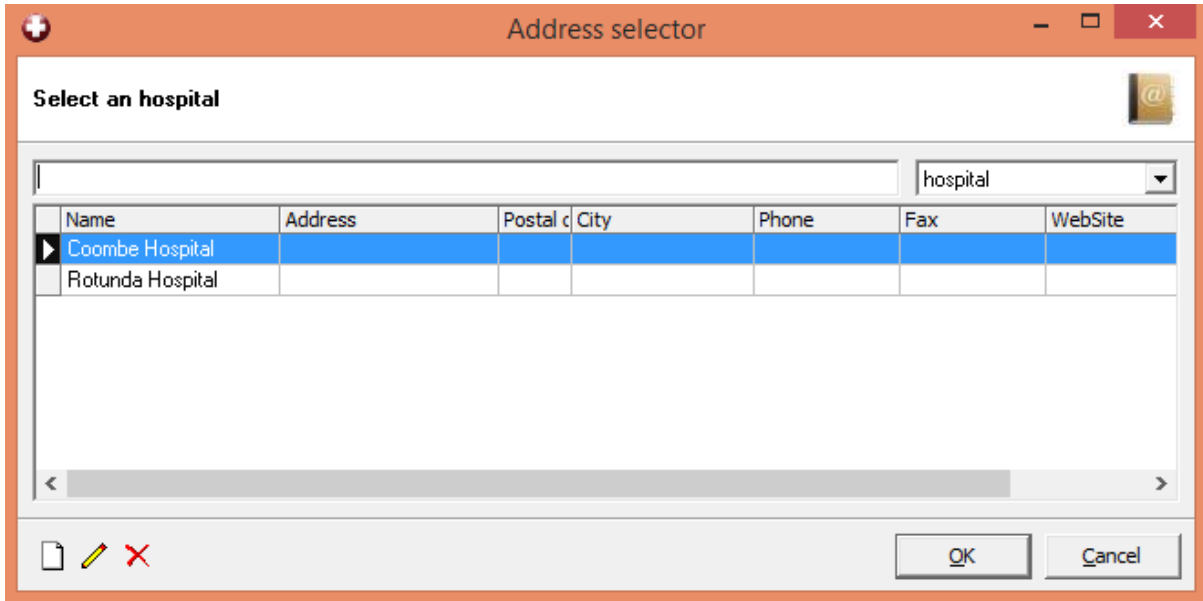 Address selector
Select an hospital
@
hospital
Name Address Postal c City Phone Fax WebSite
Coombe Hospital
Rotunda Hospital
OK Cancel